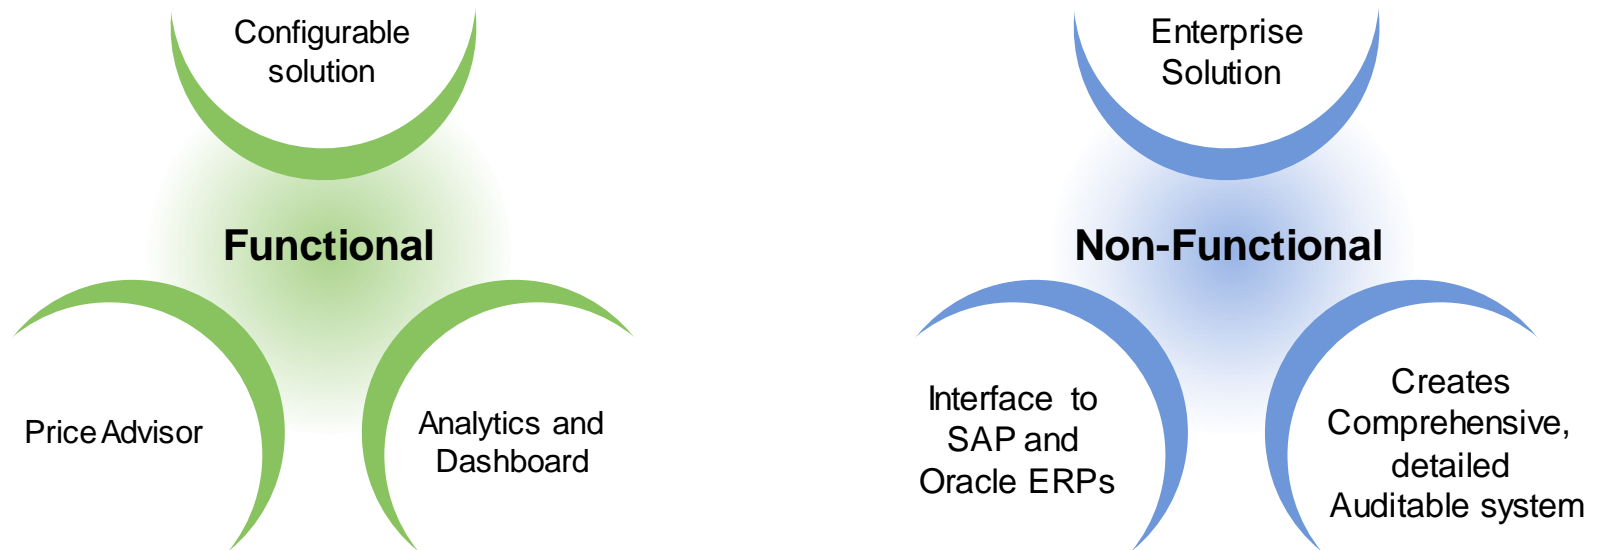 Configurable
solution
Functional
Price Advisor
Analytics and
Dashboard
Enterprise
Solution
Non-Functional
Interface to
SAP and
Oracle ERPs
Creates
Comprehensive,
detailed
Auditable system